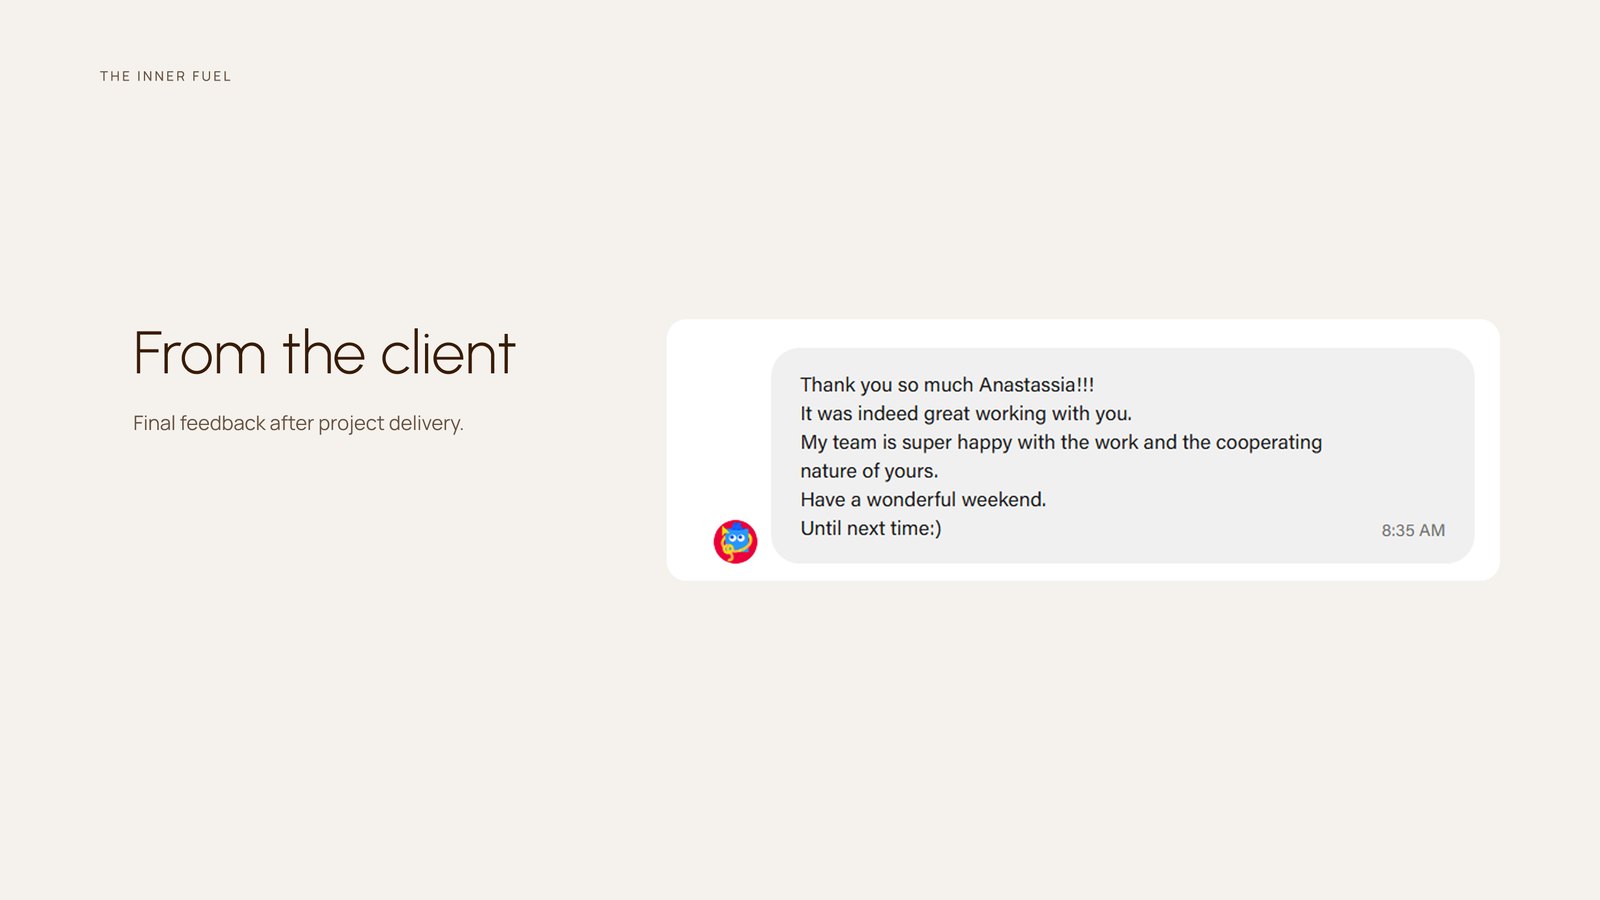 THE INNER FUEL
From the client
Final feedback after project delivery.
Thank you so much Anastassia!!!
It was indeed great working with you.
My team is super happy with the work and the cooperating
nature of yours.
Have a wonderful weekend.
Until next time:)
8:35 AM